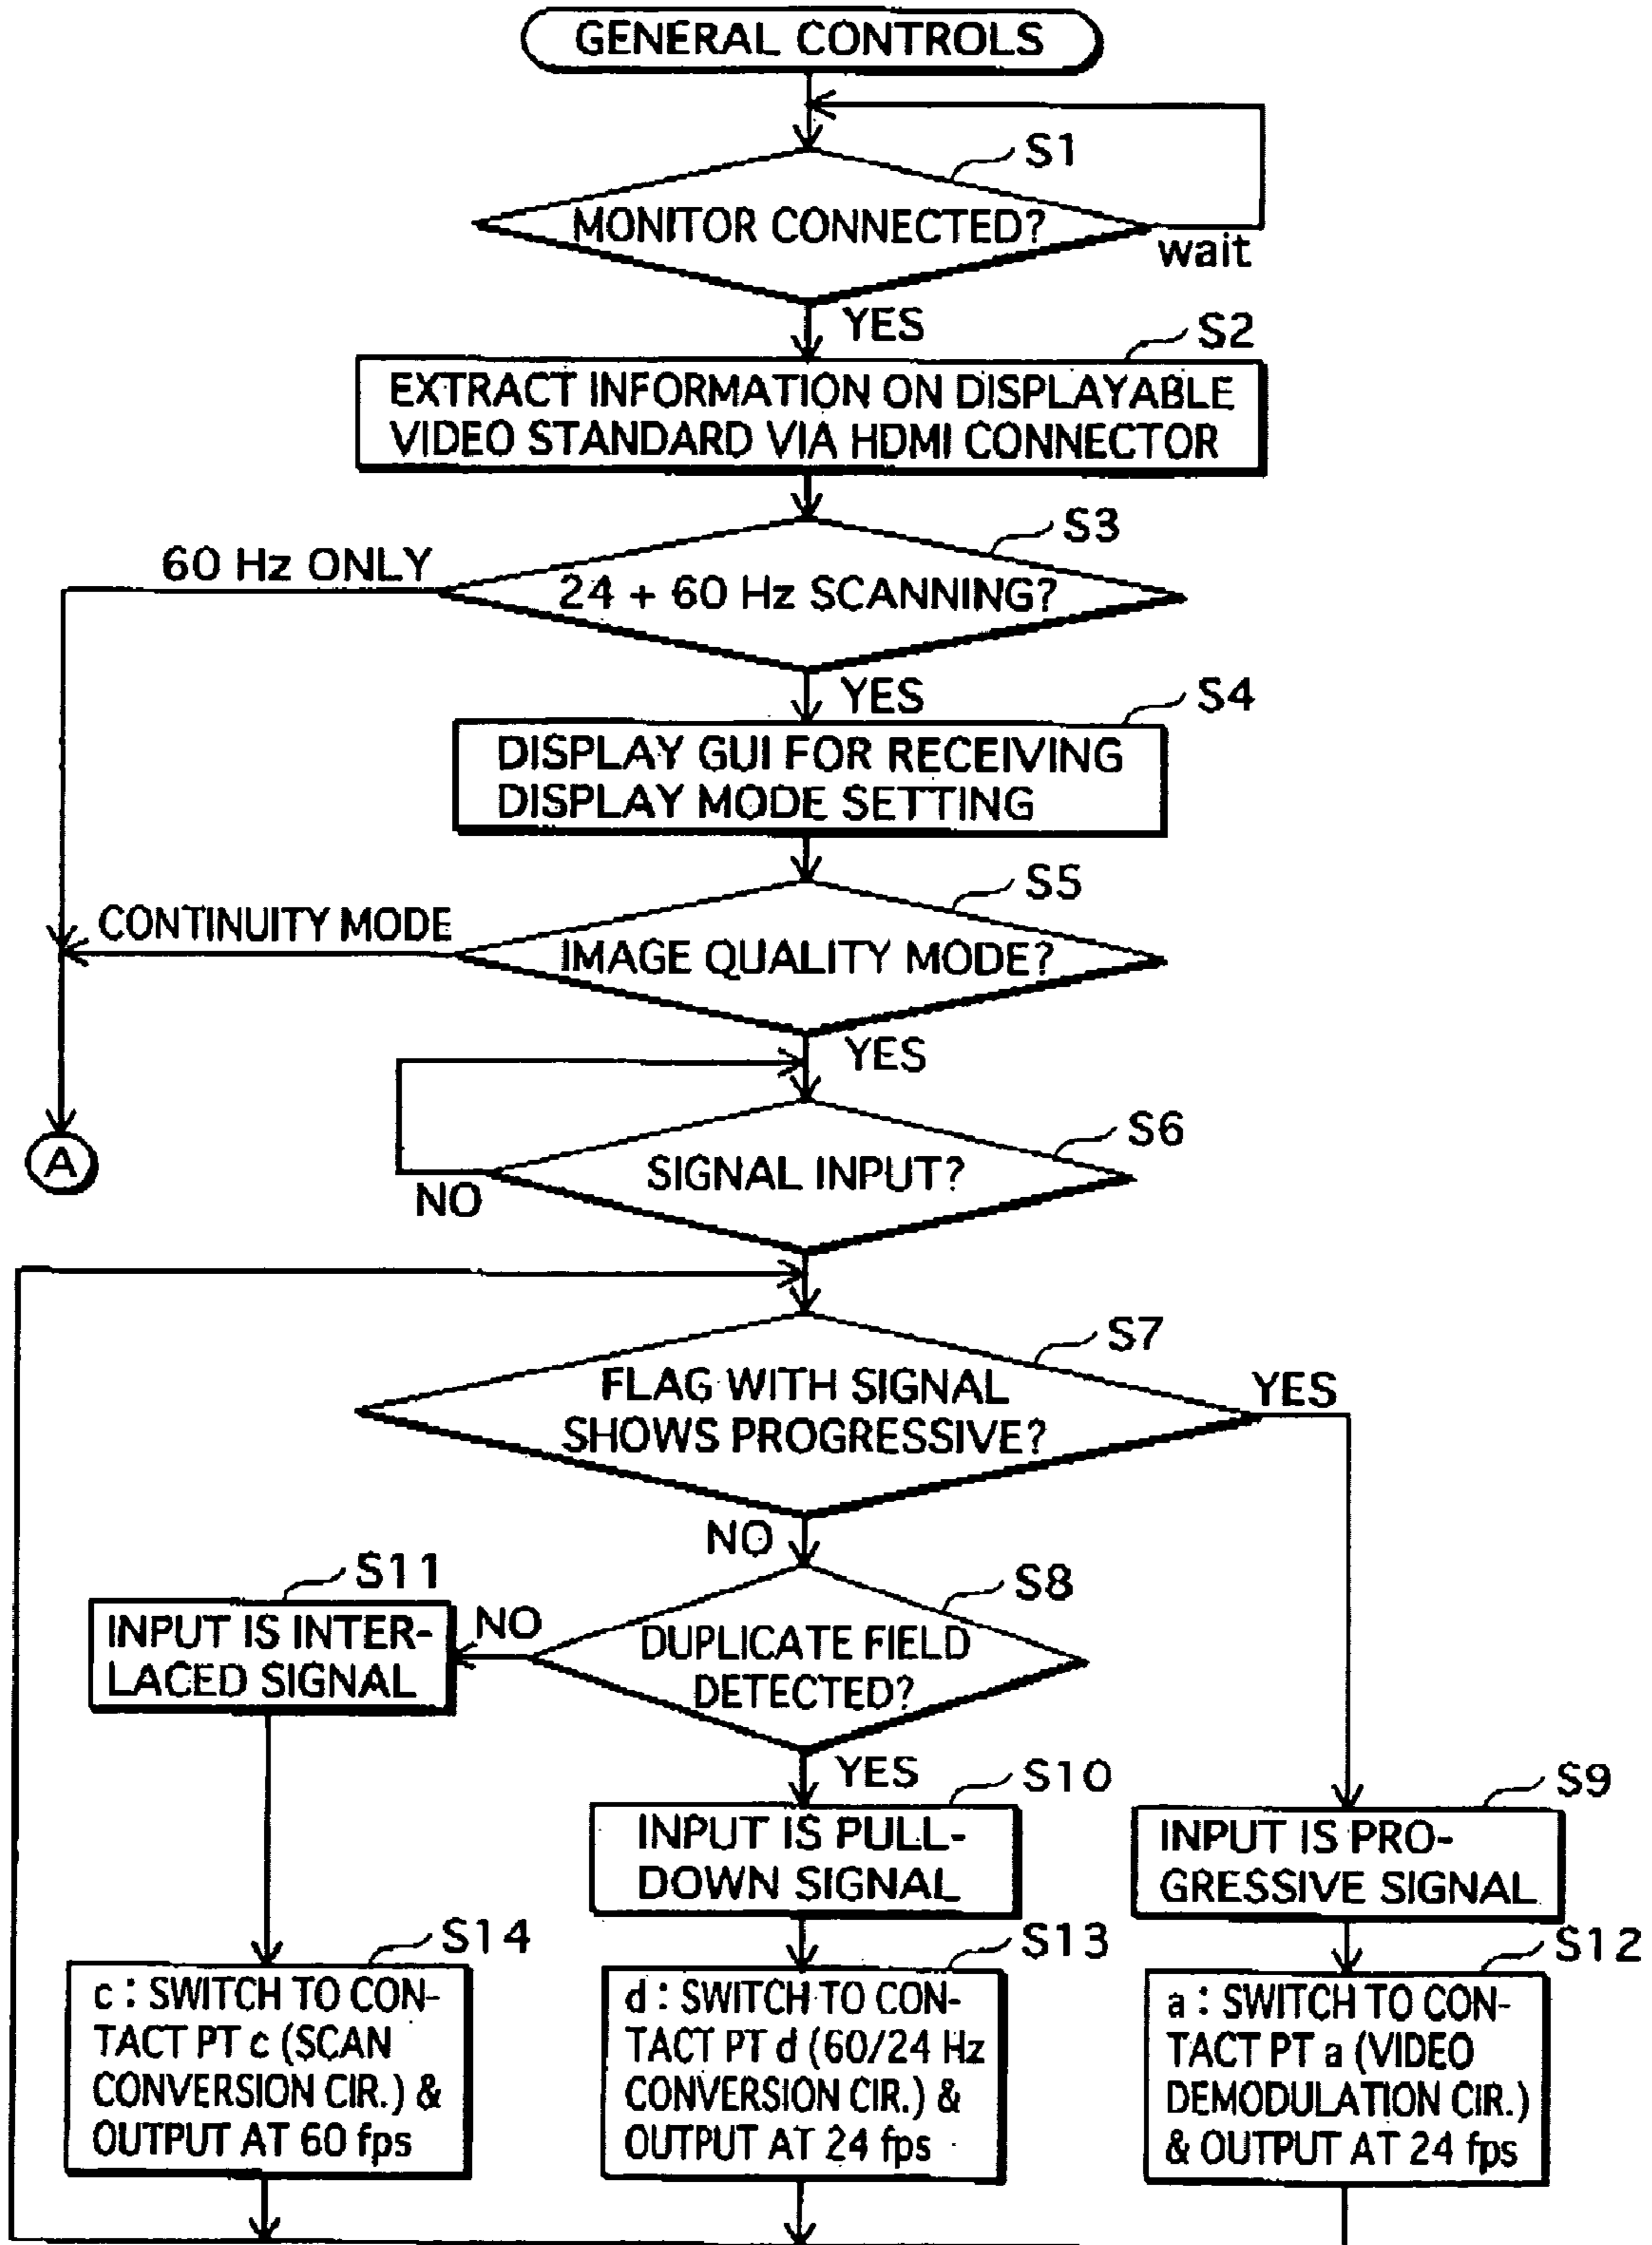 GENERAL CONTROLS
S1
MONITOR CONNECTED?
wait
YES
S2
EXTRACT INFORMATION ON DISPLAYABLE
VIDEO STANDARD VIA HDMI CONNECTOR
S3
60 Hz ONLY
24 + 60 Hz SCANNING?
YES
S4
DISPLAY GUI FOR RECEIVING
DISPLAY MODE SETTING
S5
CONTINUITY MODE
IMAGE QUALITY MODE?
YES
A
S6
SIGNAL INPUT?
NO
S7
FLAG WITH SIGNAL
SHOWS PROGRESSIVE?
YES
NO
S11
INPUT IS INTER-
LACED SIGNAL
NO
S8
DUPLICATE FIELD
DETECTED?
YES
S10
INPUT IS PULL-
DOWN SIGNAL
S9
INPUT IS PRO-
GRESSIVE SIGNAL
S14
c : SWITCH TO CON-
TACT PT c (SCAN
CONVERSION CIR.) &
OUTPUT AT 60 fps
S13
d : SWITCH TO CON-
TACT PT d (60/24 Hz
CONVERSION CIR.) &
OUTPUT AT 24 fps
S12
a : SWITCH TO CON-
TACT PT a (VIDEO
DEMODULATION CIR.)
& OUTPUT AT 24 fps